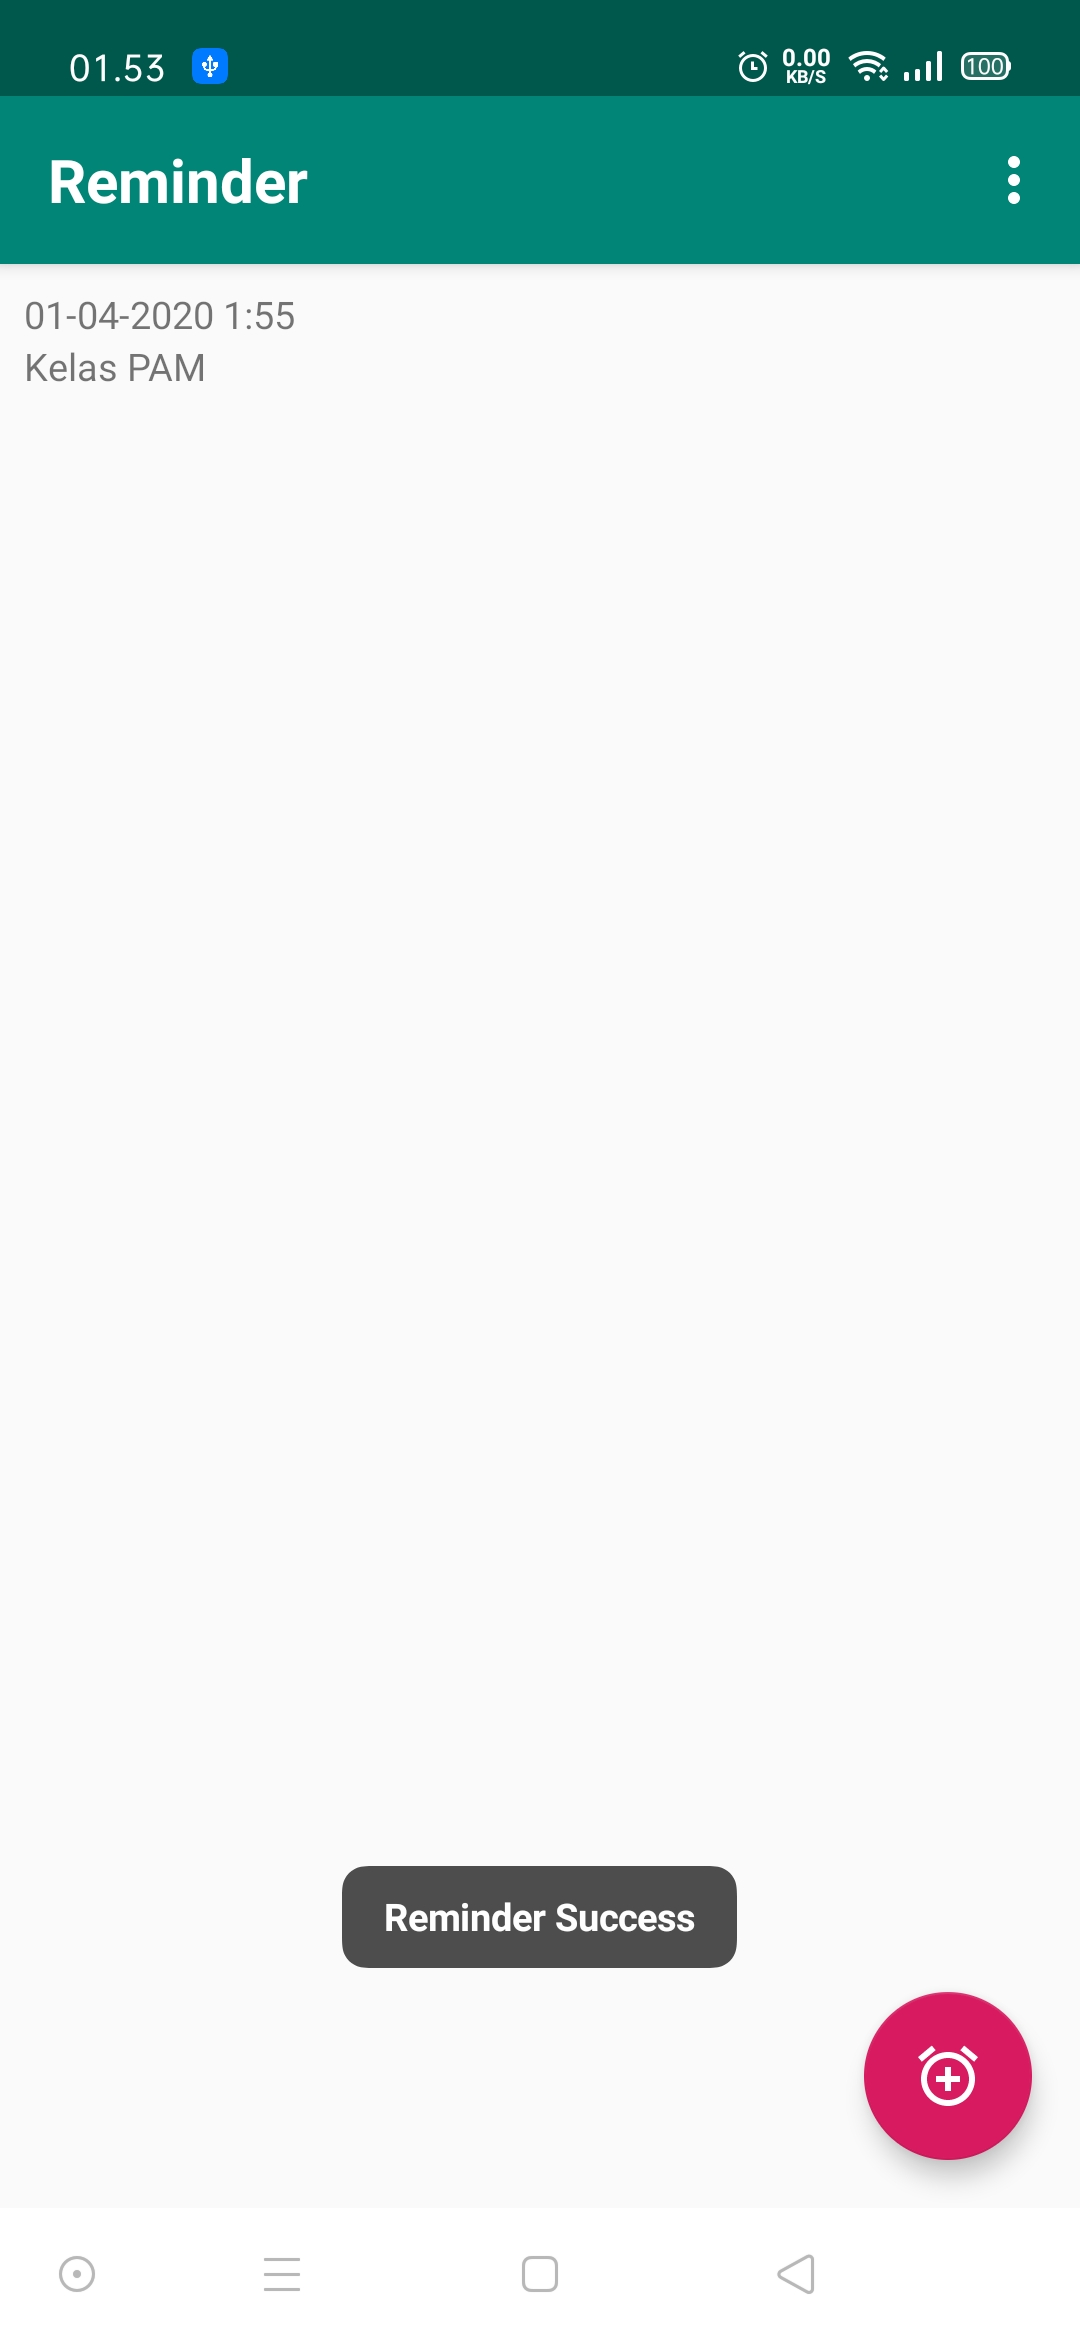 01.53
0.00
KB/S
100
Reminder
01-04-2020 1:55
Kelas PAM
Reminder Success